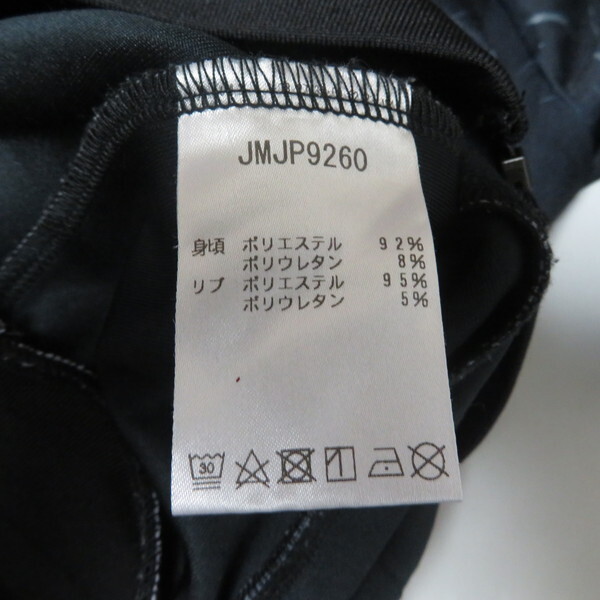 JMJP9260
身頃 ポリエステル 92%
ポリウレタン 8%
リブ ポリエステル 95%
ポリウレタン 5%
30